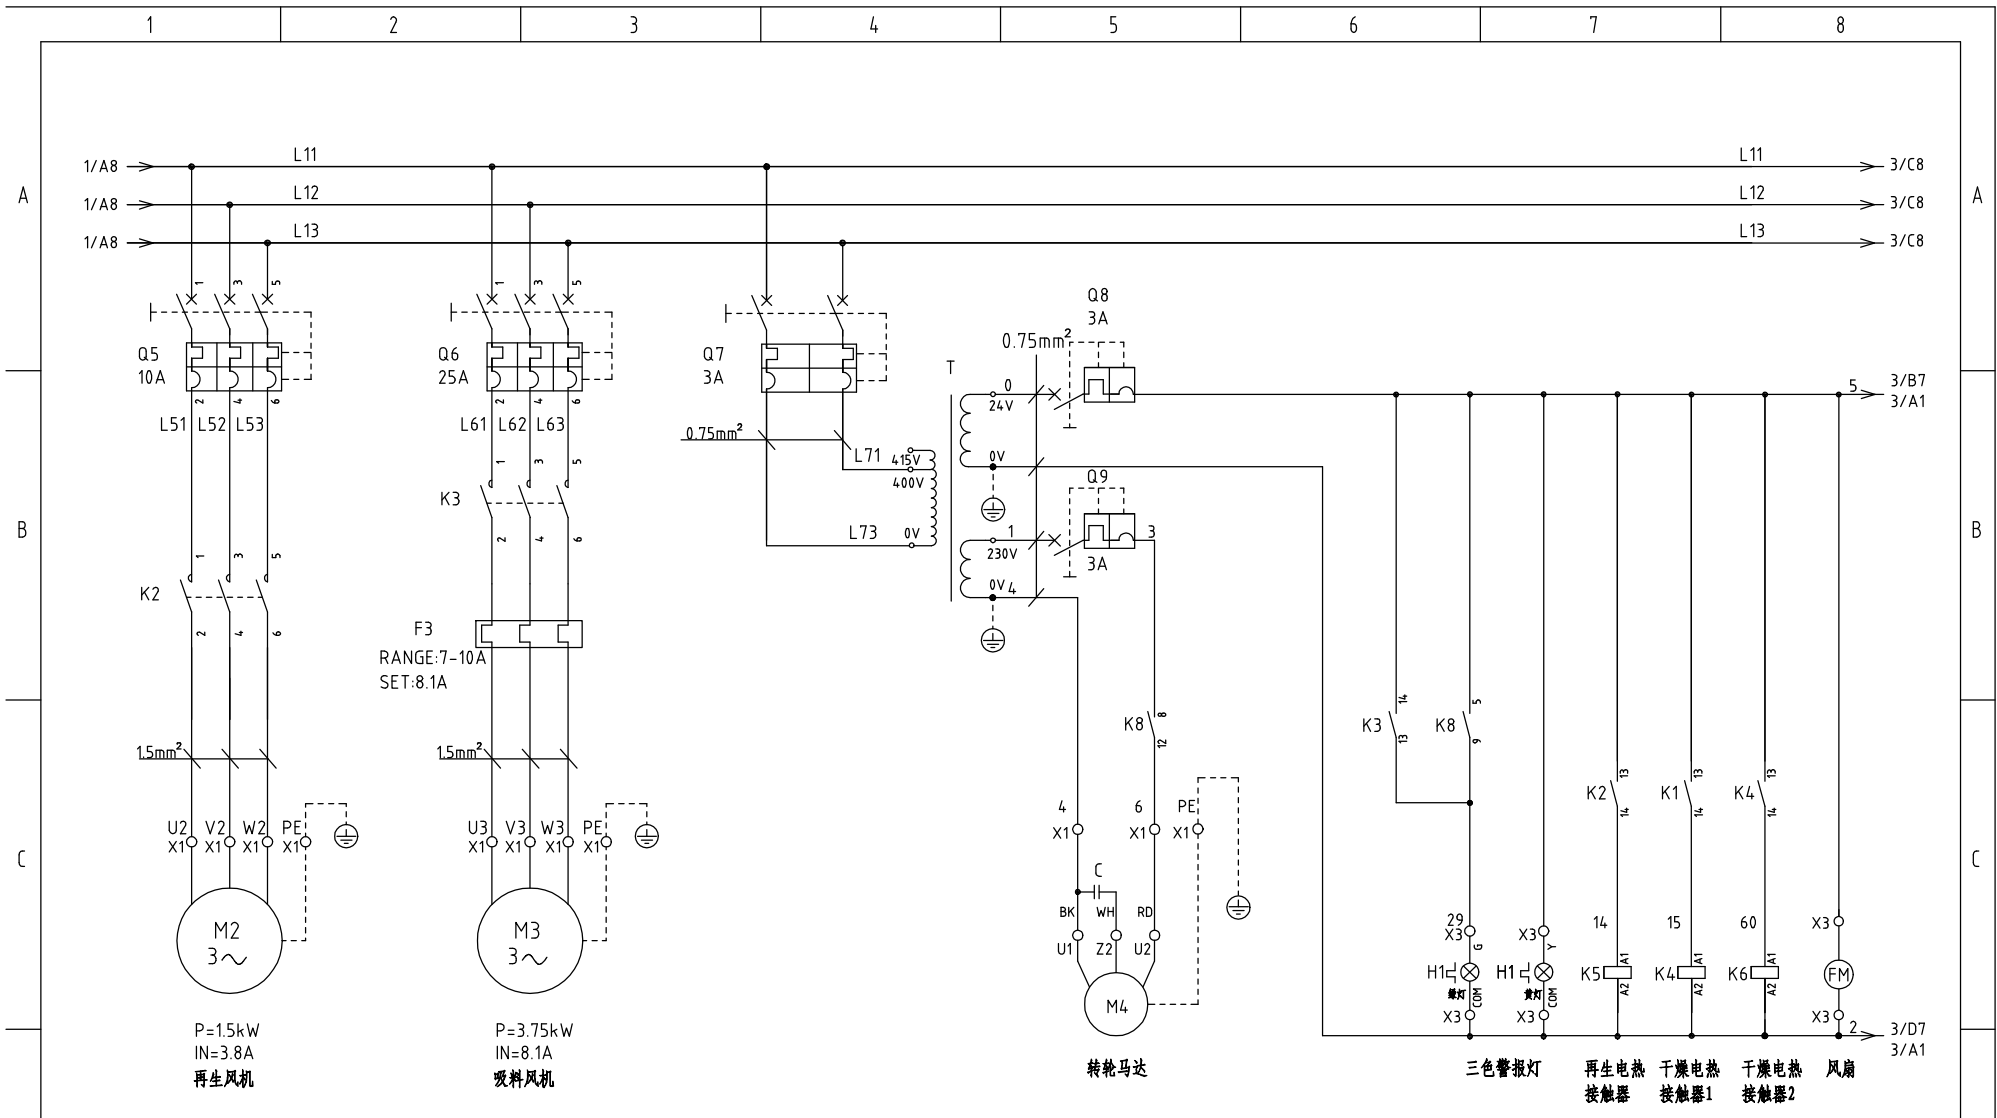 1 2 3 4 5 6 7 8
A A
B B
C C
1/A8 L11 L11 3/C8
1/A8 L12 L12 3/C8
1/A8 L13 L13 3/C8
1 3 5
Q5
10A
2 4 6
L51 L52 L53
1 3 5
K2
2 4 6
1.5mm²
U2 V2 W2 PE
X1 X1 X1 X1
M2
3~
P=1.5kW
IN=3.8A
再生风机
1 3 5
Q6
25A
2 4 6
L61 L62 L63
1 3 5
K3
2 4 6
F3
RANGE:7-10A
SET:8.1A
1.5mm²
U3 V3 W3 PE
X1 X1 X1 X1
M3
3~
P=3.75kW
IN=8.1A
吸料风机
Q7
3A
0.75mm²
L71 415V
400V
L73 0V
T
0
24V
0V
1
230V
0V 4
0.75mm²
Q8
3A
Q9
3A
3
K8 8
12
4 6 PE
X1 X1 X1
C
BK WH RD
U1 Z2 U2
M4
转轮马达
5 3/B7
3/A1
K3 14
13
K8 5
9
29
X3 G
H1
绿灯 COM
X3
X3 Y
H1
黄灯 COM
X3
三色警报灯
K2 13
14
14
K5 A1
A2
再生电热
接触器
K1 13
14
15
K4 A1
A2
干燥电热
接触器1
K4 13
14
60
K6 A1
A2
干燥电热
接触器2
X3
FM
X3
风扇
2 3/D7
3/A1